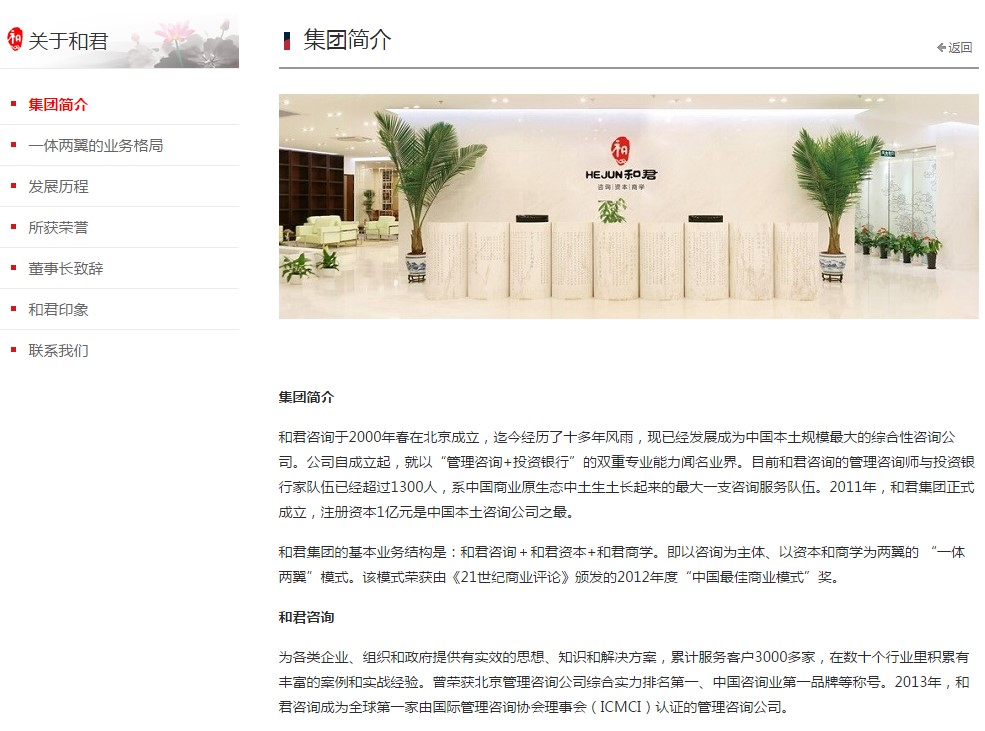 关于和君
集团简介
一体两翼的业务格局
发展历程
所获荣誉
董事长致辞
和君印象
联系我们
集团简介
返回
和
HEJUN和君
咨询|资本|商学
集团简介
和君咨询于2000年春在北京成立，迄今经历了十多年风雨，现已经发展成为中国本土规模最大的综合性咨询公
司。公司自成立起，就以“管理咨询+投资银行”的双重专业能力闻名业界。目前和君咨询的管理咨询师与投资银
行家队伍已经超过1300人，系中国商业原生态中土生土长起来的最大一支咨询服务队伍。2011年，和君集团正式
成立，注册资本1亿元是中国本土咨询公司之最。
和君集团的基本业务结构是：和君咨询＋和君资本+和君商学。即以咨询为主体、以资本和商学为两翼的 “一体
两翼”模式。该模式荣获由《21世纪商业评论》颁发的2012年度“中国最佳商业模式”奖。
和君咨询
为各类企业、组织和政府提供有实效的思想、知识和解决方案，累计服务客户3000多家，在数十个行业里积累有
丰富的案例和实战经验。曾荣获北京管理咨询公司综合实力排名第一、中国咨询业第一品牌等称号。2013年，和
君咨询成为全球第一家由国际管理咨询协会理事会（ICMCI）认证的管理咨询公司。